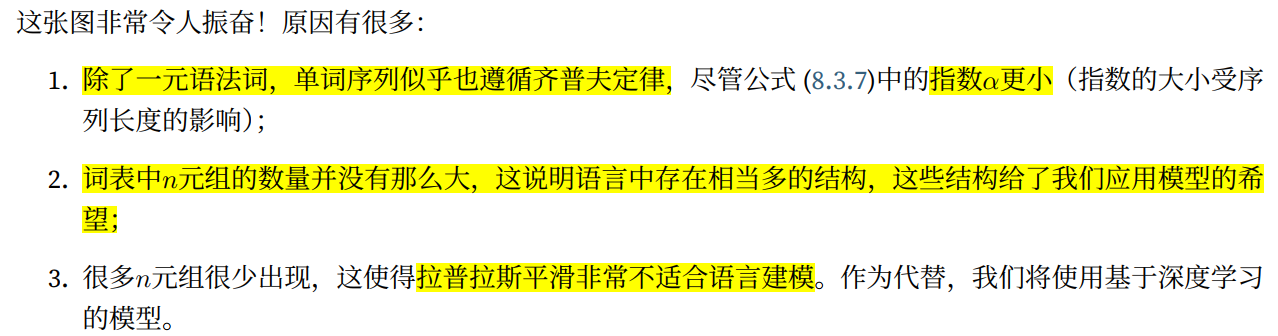 这张图非常令人振奋！原因有很多：
1. 除了一元语法词，单词序列似乎也遵循齐普夫定律，尽管公式 (8.3.7)中的指数α更小（指数的大小受序
列长度的影响）；
2. 词表中n元组的数量并没有那么大，这说明语言中存在相当多的结构，这些结构给了我们应用模型的希
望；
3. 很多n元组很少出现，这使得拉普拉斯平滑非常不适合语言建模。作为代替，我们将使用基于深度学习
的模型。